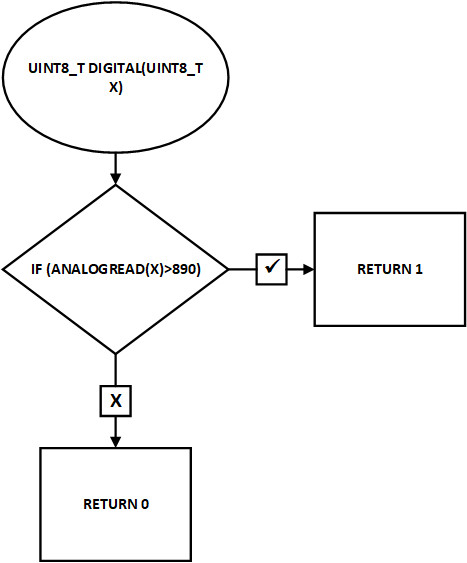 UINT8_T DIGITAL(UINT8_T
X)
IF (ANALOGREAD(X)>890)
✓
RETURN 1
X
RETURN 0